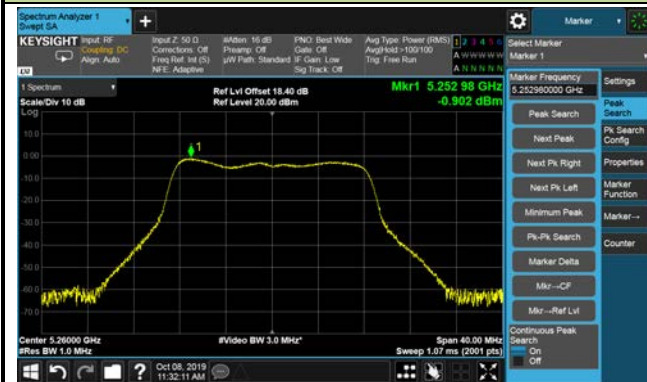 Spectrum Analyzer 1
Swept SA
+
Marker
KEYSIGHT
Input: RF
Coupling: DC
Align: Auto
Input Z: 50 Ω
Corrections: Off
Freq Ref: Int (S)
NFE: Adaptive
#Atten: 16 dB
Preamp: Off
µW Path: Standard
PNO: Best Wide
Gate: Off
IF Gain: Low
Sig Track: Off
Avg Type: Power (RMS)
Avg|Hold:>100/100
Trig: Free Run
1 2 3 4 5 6
A W W W W W
A N N N N N
LXI
Select Marker
Marker 1
1 Spectrum
Scale/Div 10 dB
Log
Ref Lvl Offset 18.40 dB
Ref Level 20.00 dBm
Mkr1 5.252 98 GHz
-0.902 dBm
10.0
0.00
-10.0
-20.0
-30.0
-40.0
-50.0
-60.0
-70.0
1
Center 5.26000 GHz
#Res BW 1.0 MHz
#Video BW 3.0 MHz*
Span 40.00 MHz
Sweep 1.07 ms (2001 pts)
Marker Frequency
5.252980000 GHz
Peak Search
Next Peak
Next Pk Right
Next Pk Left
Minimum Peak
Pk-Pk Search
Marker Delta
Mkr→CF
Mkr→Ref Lvl
Continuous Peak
Search
On
Off
Settings
Peak
Search
Pk Search
Config
Properties
Marker
Function
Marker→
Counter
?
Oct 08, 2019
11:32:11 AM